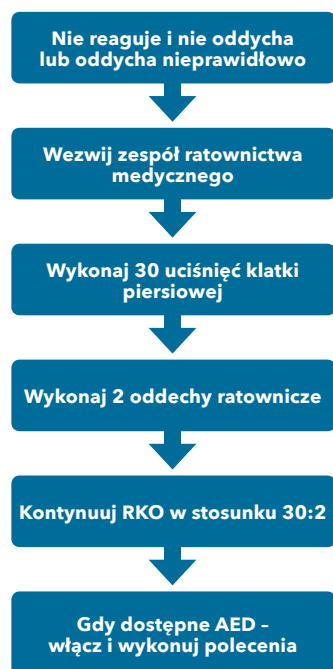 Nie reaguje i nie oddycha
lub oddycha nieprawidłowo
Wezwij zespół ratownictwa
medycznego
Wykonaj 30 uciśnięć klatki
piersiowej
Wykonaj 2 oddechy ratownicze
Kontynuuj RKO w stosunku 30:2
Gdy dostępne AED –
włącz i wykonuj polecenia